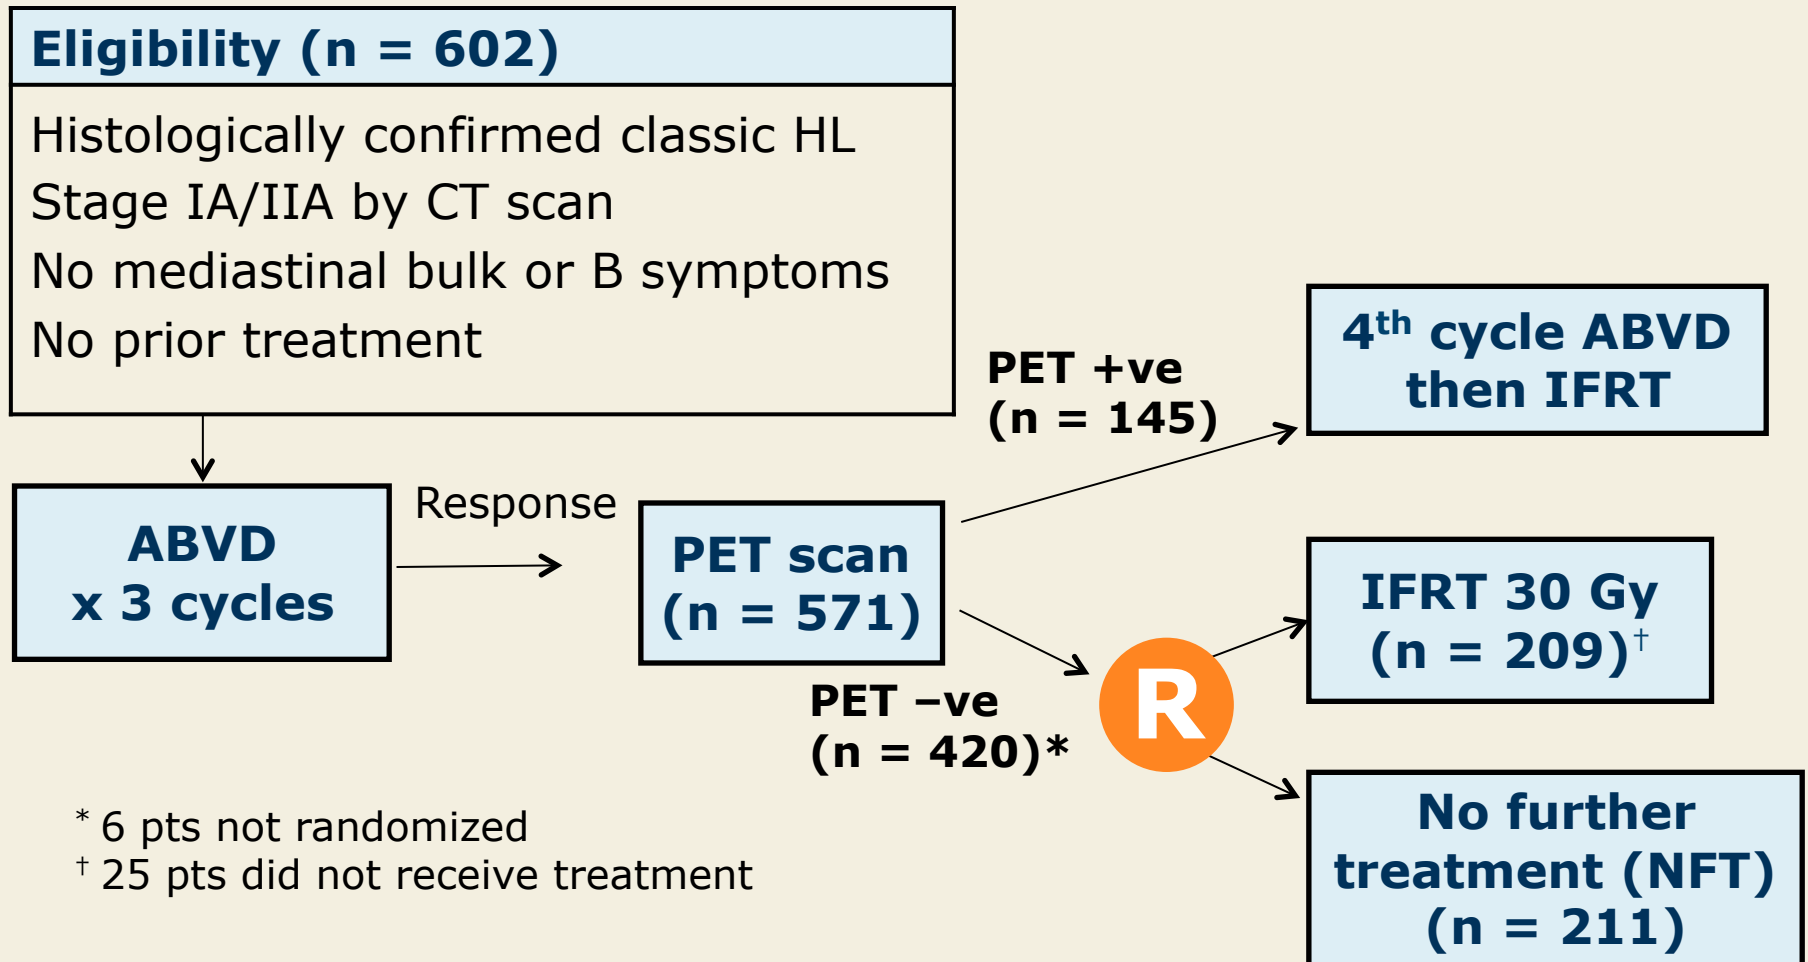 Eligibility (n = 602)
Histologically confirmed classic HL
Stage IA/IIA by CT scan
No mediastinal bulk or B symptoms
No prior treatment
ABVD
x 3 cycles
Response
PET scan
(n = 571)
PET +ve
(n = 145)
4th cycle ABVD
then IFRT
PET –ve
(n = 420)*
R
IFRT 30 Gy
(n = 209)†
No further
treatment (NFT)
(n = 211)
* 6 pts not randomized
† 25 pts did not receive treatment